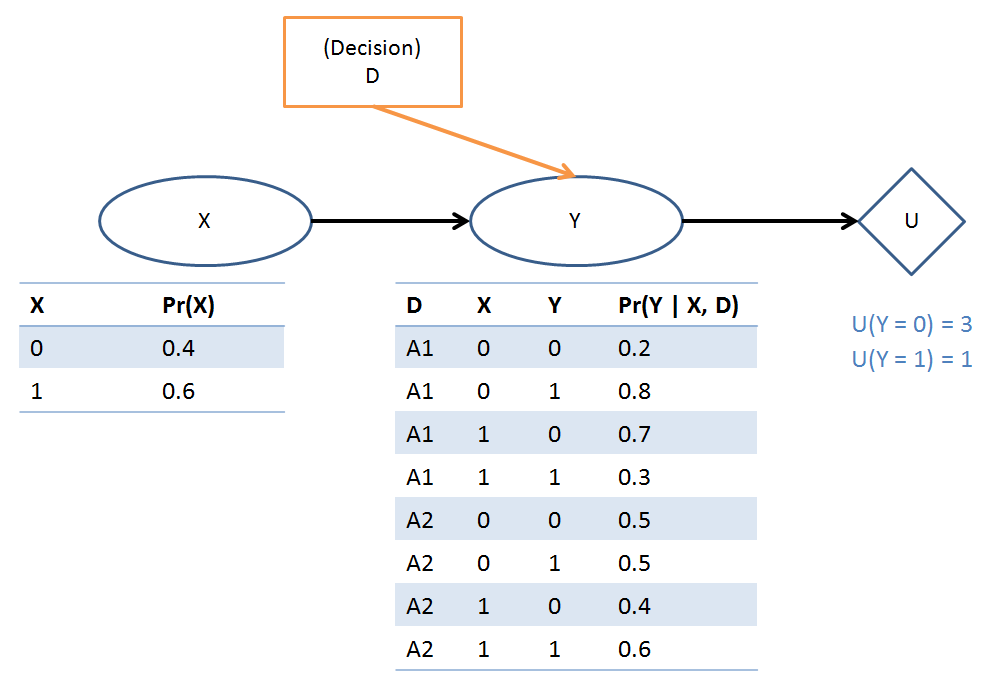 (Decision)
D
X
Y
U
X Pr(X)
0 0.4
1 0.6
D X Y Pr(Y | X, D)
A1 0 0 0.2
A1 0 1 0.8
A1 1 0 0.7
A1 1 1 0.3
A2 0 0 0.5
A2 0 1 0.5
A2 1 0 0.4
A2 1 1 0.6
U(Y = 0) = 3
U(Y = 1) = 1